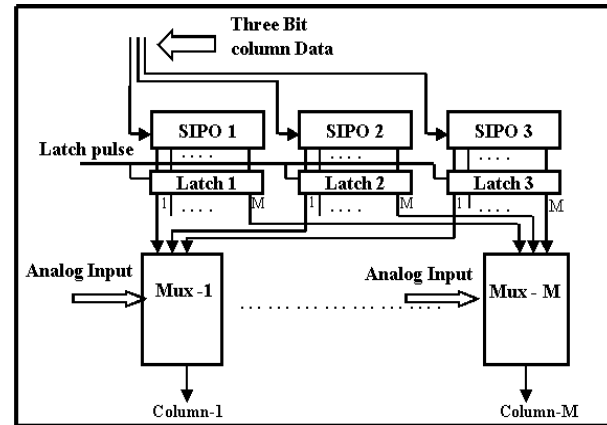 Three Bit
column Data
SIPO 1 SIPO 2 SIPO 3
. . . . . . . . . . . .
Latch pulse
Latch 1 Latch 2 Latch 3
1 . . . . M 1 . . . . M 1 . . . . M
Analog Input Analog Input
Mux -1 . . . . . . . . . . . . . . . . Mux - M
Column-1 Column-M